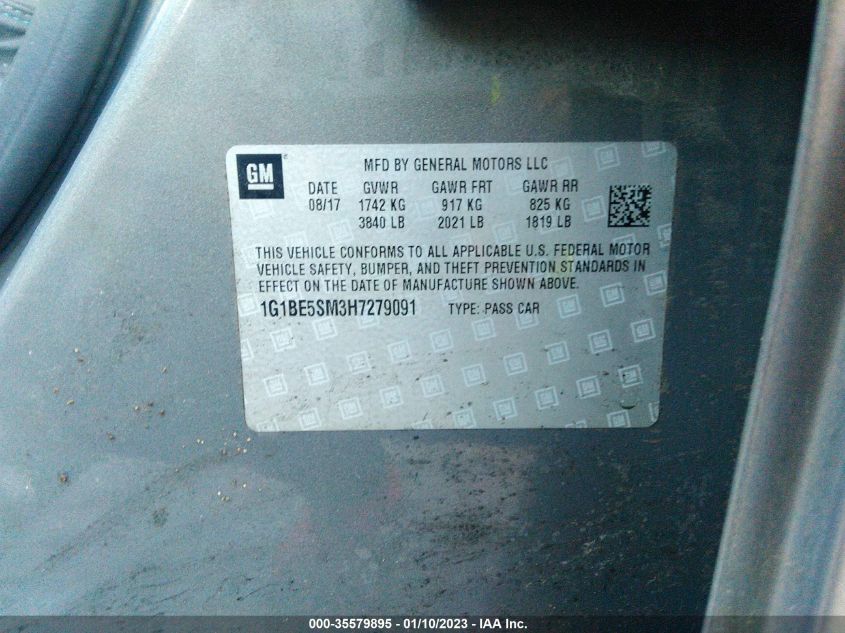 GM
MFD BY GENERAL MOTORS LLC
DATE GVWR GAWR FRT GAWR RR
08/17 1742 KG 917 KG 825 KG
3840 LB 2021 LB 1819 LB
THIS VEHICLE CONFORMS TO ALL APPLICABLE U.S. FEDERAL MOTOR
VEHICLE SAFETY, BUMPER, AND THEFT PREVENTION STANDARDS IN
EFFECT ON THE DATE OF MANUFACTURE SHOWN ABOVE.
1G1BE5SM3H7279091 TYPE: PASS CAR
000-35579895 - 01/10/2023 - IAA Inc.